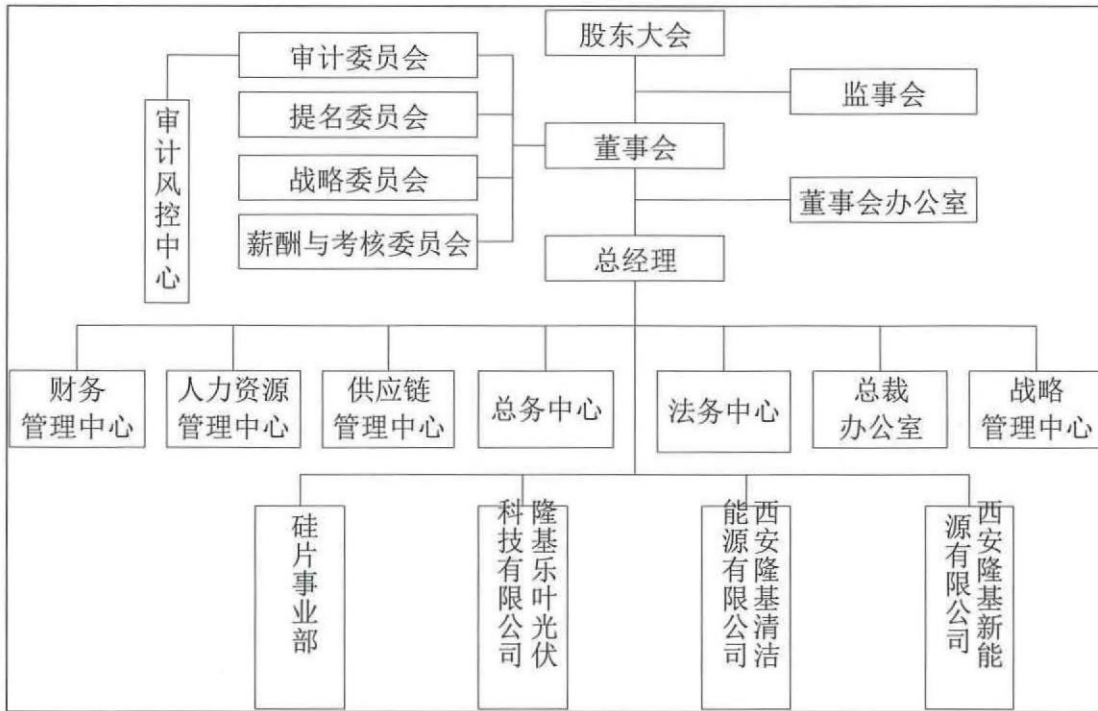 股东大会
审计委员会
监事会
提名委员会
董事会
审计风控中心
战略委员会
董事会办公室
薪酬与考核委员会
总经理
财务
管理中心
人力资源
管理中心
供应链
管理中心
总务中心
法务中心
总裁
办公室
战略
管理中心
硅片事业部
隆基乐叶光伏
科技有限公司
西安隆基清洁
能源有限公司
西安隆基新能
源有限公司